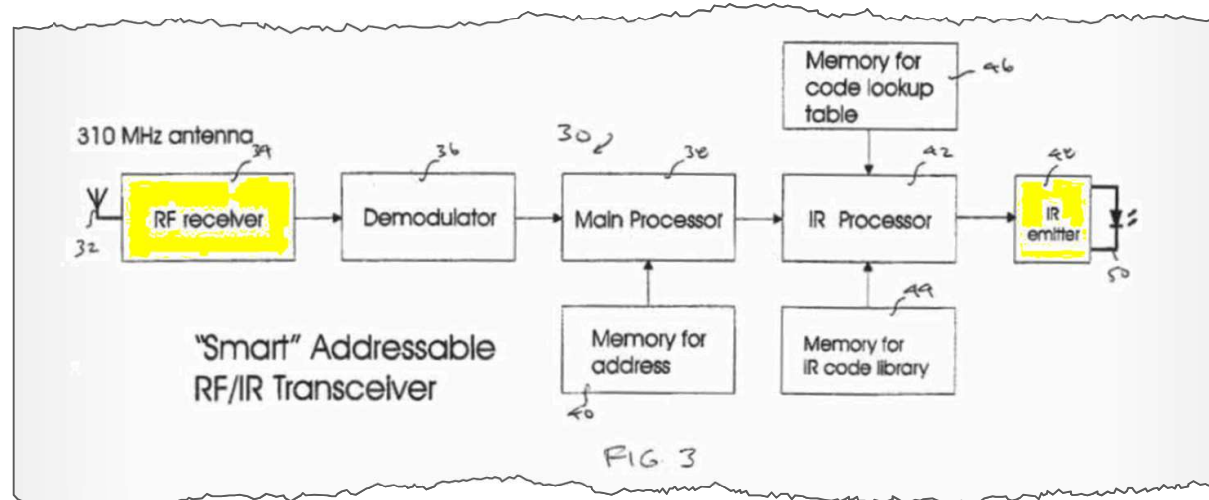 Memory for
code lookup
table
46
310 MHz antenna
34
36
30
38
42
48
RF receiver
Demodulator
Main Processor
IR Processor
IR
emitter
32
50
44
"Smart" Addressable
RF/IR Transceiver
Memory for
address
Memory for
IR code library
40
FIG 3